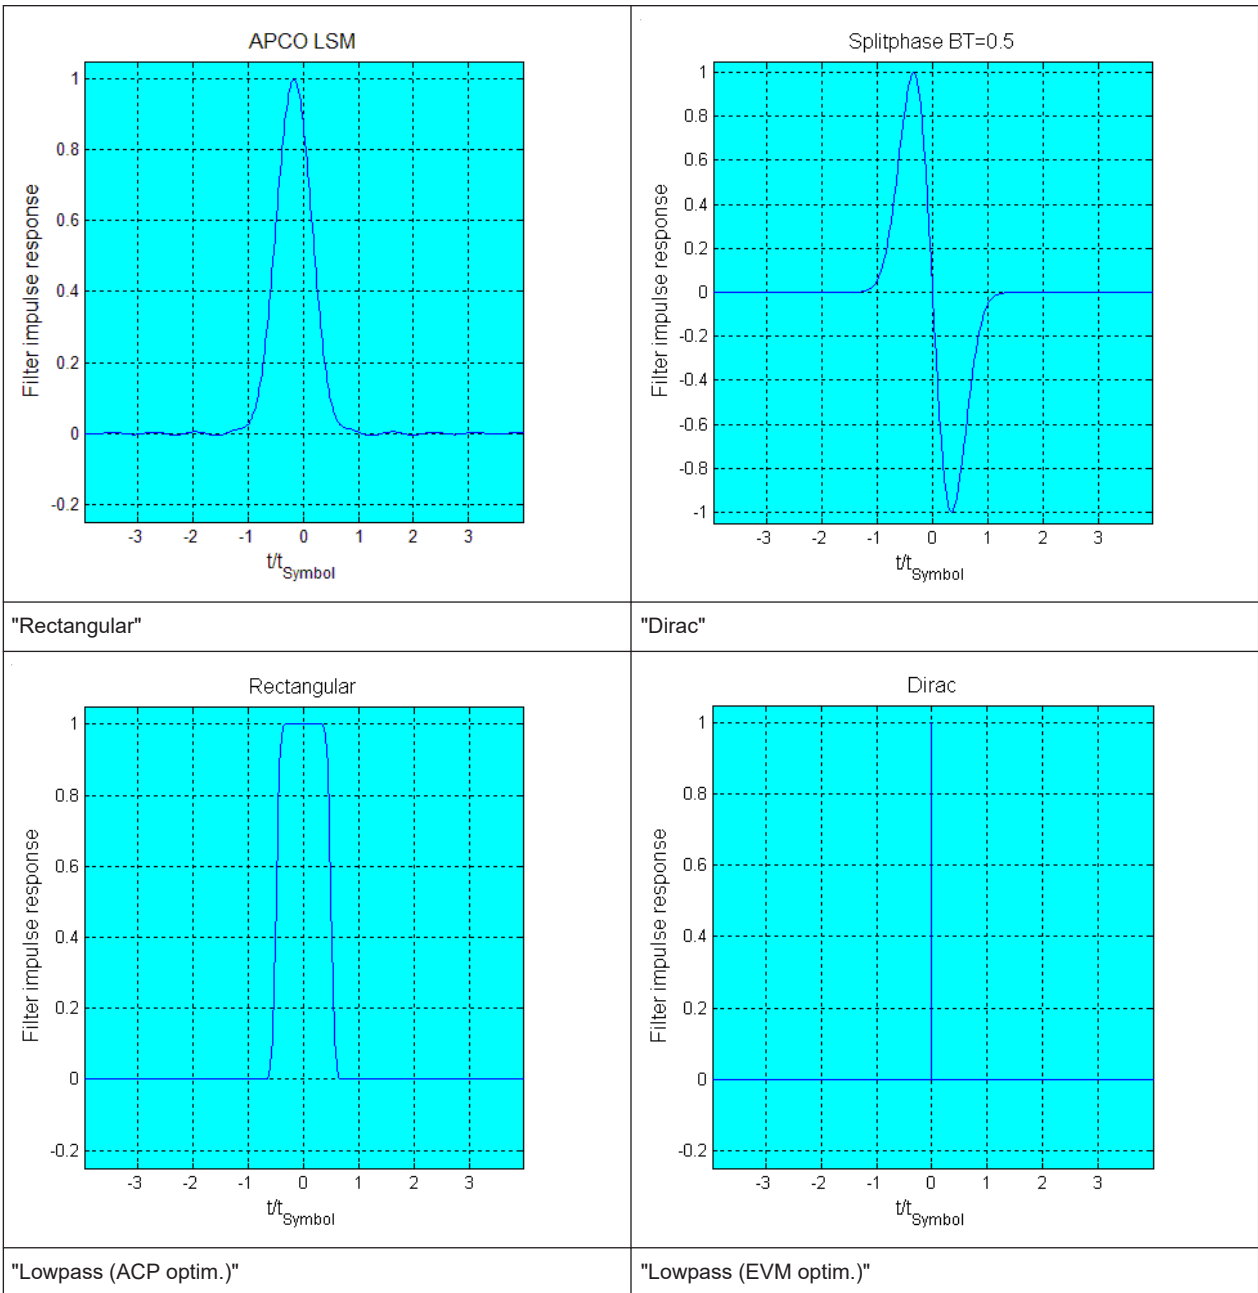 APCO LSM
1
0.8
0.6
0.4
0.2
0
-0.2
Filter impulse response
-3 -2 -1 0 1 2 3
t/tSymbol
Splitphase BT=0.5
1
0.8
0.6
0.4
0.2
0
-0.2
-0.4
-0.6
-0.8
-1
Filter impulse response
-3 -2 -1 0 1 2 3
t/tSymbol
"Rectangular"
"Dirac"
Rectangular
1
0.8
0.6
0.4
0.2
0
-0.2
Filter impulse response
-3 -2 -1 0 1 2 3
t/tSymbol
Dirac
1
0.8
0.6
0.4
0.2
0
-0.2
Filter impulse response
-3 -2 -1 0 1 2 3
t/tSymbol
"Lowpass (ACP optim.)"
"Lowpass (EVM optim.)"